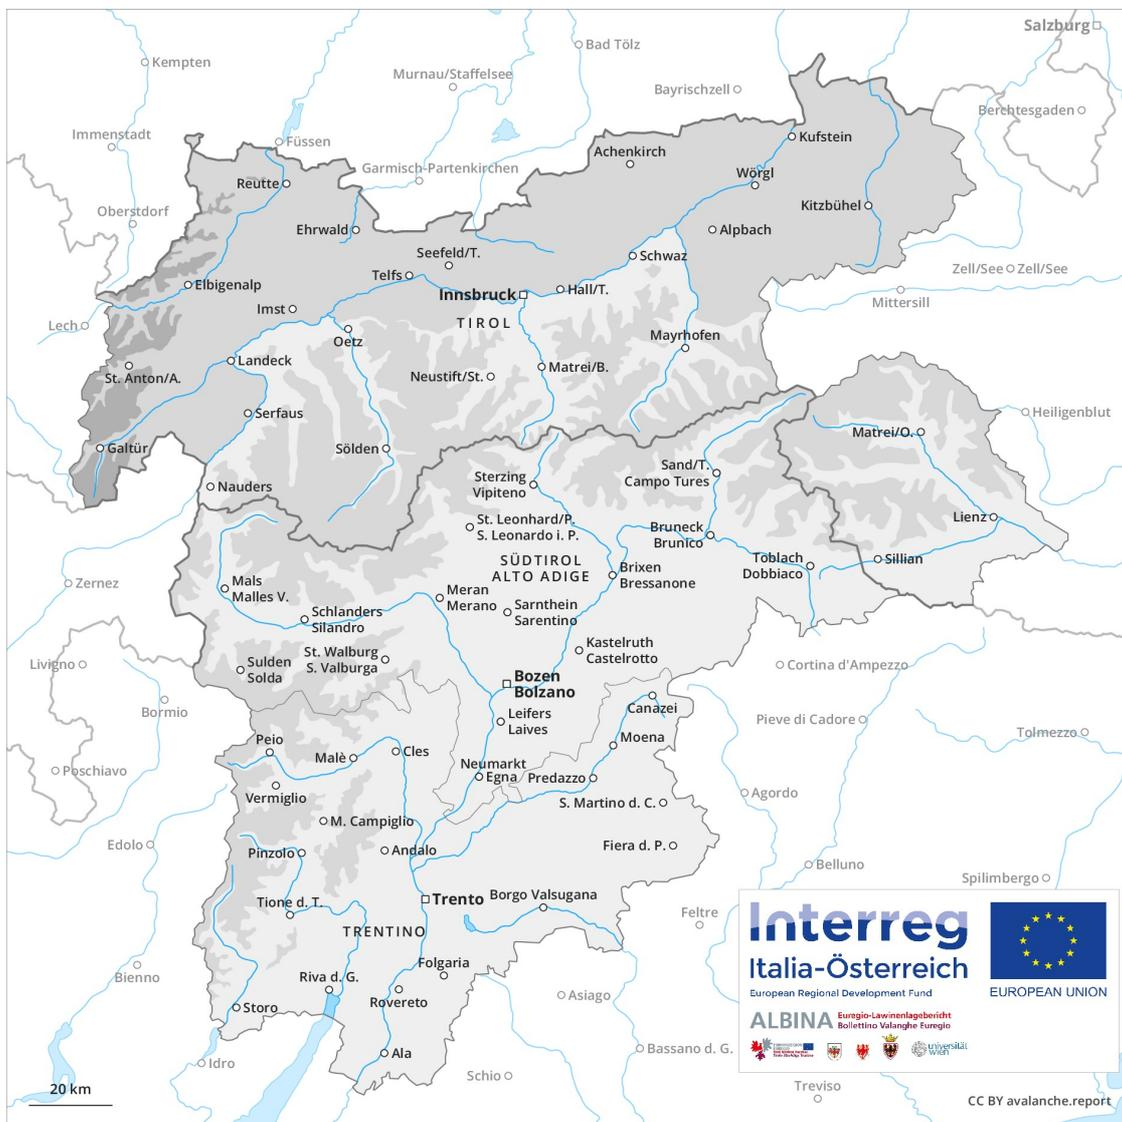 Salzburg
Bad Tölz
Kempten
Murnau/Staffelsee
Bayrischzell
Berchtesgaden
Immenstadt
Füssen
Kufstein
Achenkirch
Garmisch-Partenkirchen
Wörgl
Reutte
Kitzbühel
Oberstdorf
Ehrwald
Alpbach
Seefeld/T.
Schwaz
Zell/See
Zell/See
Telfs
Elbigenalp
Hall/T.
Innsbruck
Mittersill
Imst
Lech
TIROL
Mayrhofen
Oetz
Landeck
Matrei/B.
St. Anton/A.
Neustift/St.
Serfaus
Heiligenblut
Matrei/O.
Galtür
Sölden
Sand/T.
Campo Tures
Sterzing
Vipiteno
Nauders
Lienz
St. Leonhard/P.
S. Leonardo i. P.
Bruneck
Brunico
SÜDTIROL
ALTO ADIGE
Toblach
Dobbiaco
Sillian
Brixen
Bressanone
Zernez
Mals
Malles V.
Meran
Merano
Schlanders
Silandro
Sarnthein
Sarentino
Kastelruth
Castelrotto
St. Walburg
S. Valburga
Livigno
Sulden
Solda
Cortina d'Ampezzo
Bozen
Bolzano
Canazei
Bormio
Leifers
Laives
Pieve di Cadore
Tolmezzo
Peio
Moena
Malè
Cles
Neumarkt
Egna
Poschiavo
Predazzo
Vermiglio
Agordo
S. Martino d. C.
M. Campiglio
Edolo
Pinzolo
Andalo
Fiera d. P.
Belluno
Spilimbergo
Borgo Valsugana
Trento
Tione d. T.
Feltre
TRENTINO
Folgaria
Bienno
Riva d. G.
Rovereto
Asiago
Storo
Ala
Bassano d. G.
Idro
Schio
20 km
Treviso
Interreg
Italia-Österreich
European Regional Development Fund
EUROPEAN UNION
ALBINA
Euregio-Lawinenlagebericht
Bollettino Valanghe Euregio
universität
wien
CC BY avalanche.report